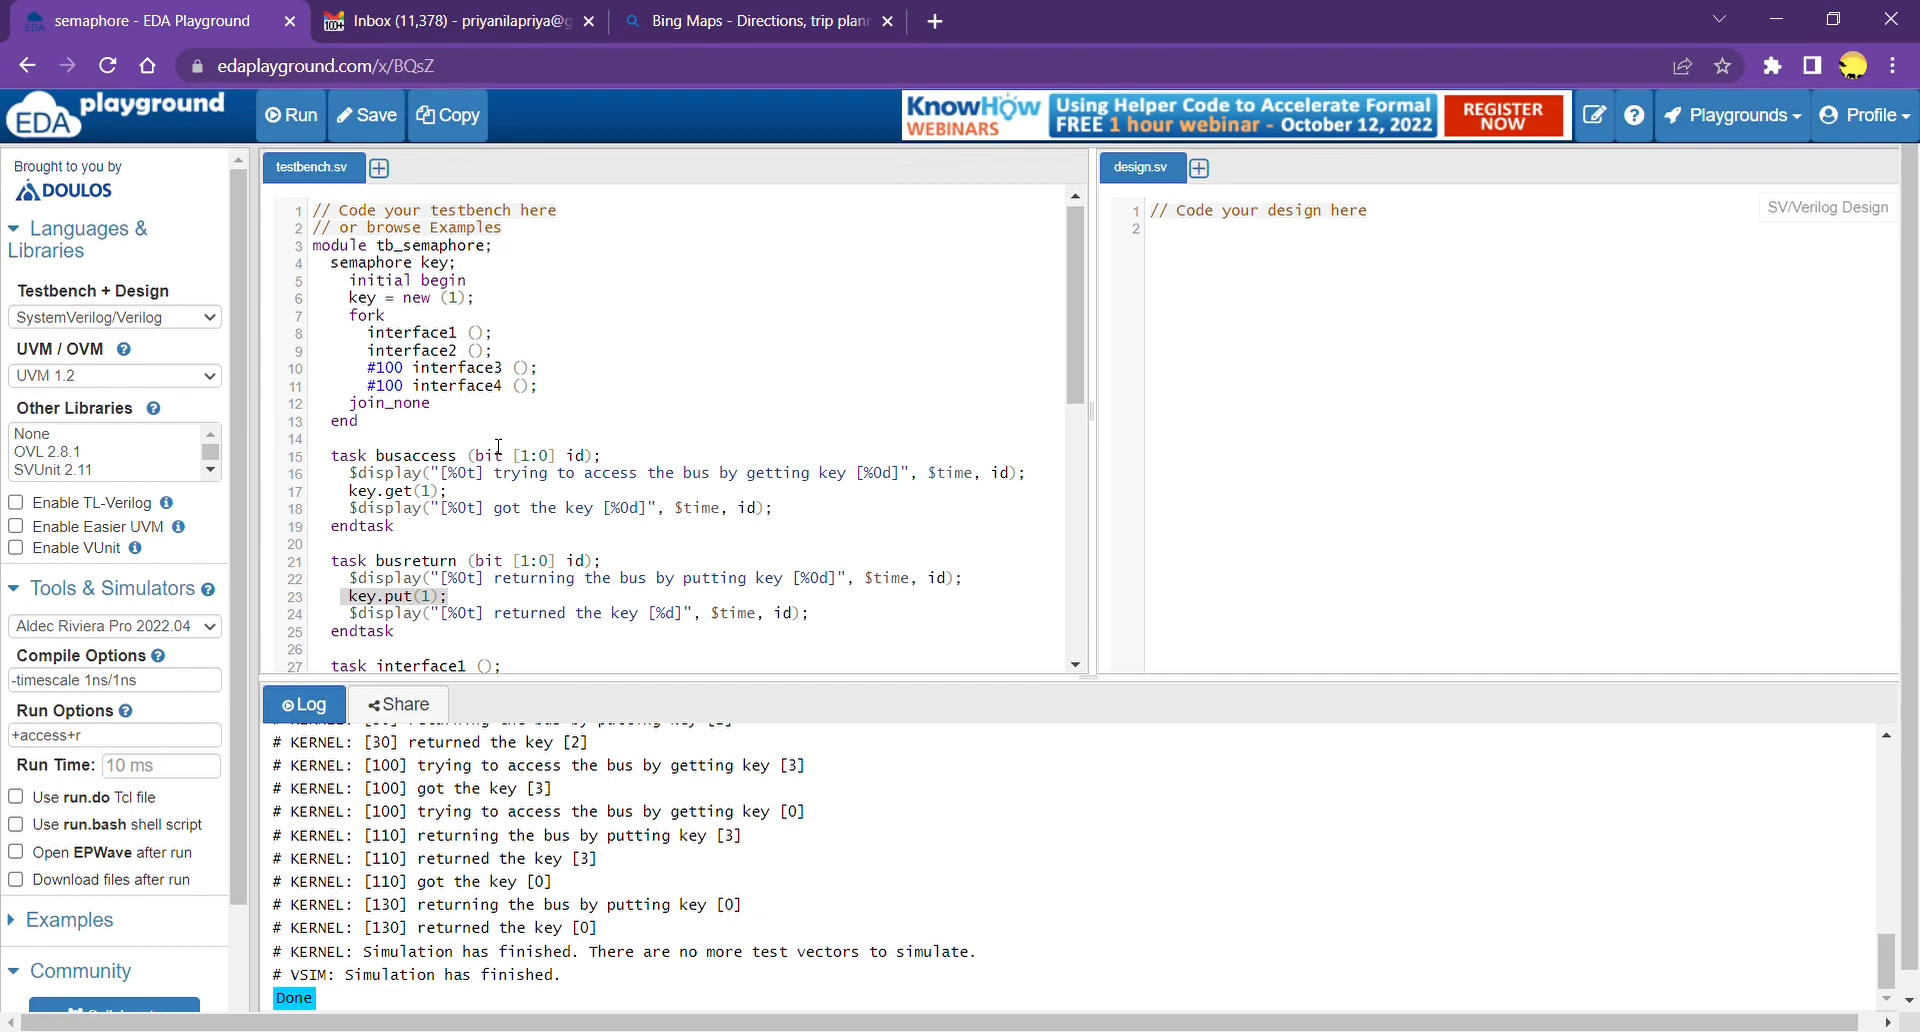 semaphore - EDA Playground
Inbox (11,378) - priyanilapriya@g
Bing Maps - Directions, trip plann
edaplayground.com/x/BQsZ
EDA playground
Run
Save
Copy
KnowHow WEBINARS
Using Helper Code to Accelerate Formal
FREE 1 hour webinar - October 12, 2022
REGISTER NOW
Playgrounds
Profile
Brought to you by
DOULOS
Languages & Libraries
Testbench + Design
SystemVerilog/Verilog
UVM / OVM
UVM 1.2
Other Libraries
None
OVL 2.8.1
SVUnit 2.11
Enable TL-Verilog
Enable Easier UVM
Enable VUnit
Tools & Simulators
Aldec Riviera Pro 2022.04
Compile Options
-timescale 1ns/1ns
Run Options
+access+r
Run Time: 10 ms
Use run.do Tcl file
Use run.bash shell script
Open EPWave after run
Download files after run
Examples
Community
testbench.sv
1 // Code your testbench here
2 // or browse Examples
3 module tb_semaphore;
4 semaphore key;
5 initial begin
6 key = new (1);
7 fork
8 interface1 ();
9 interface2 ();
10 #100 interface3 ();
11 #100 interface4 ();
12 join_none
13 end
14
15 task busaccess (bit [1:0] id);
16 $display("[%0t] trying to access the bus by getting key [%0d]", $time, id);
17 key.get(1);
18 $display("[%0t] got the key [%0d]", $time, id);
19 endtask
20
21 task busreturn (bit [1:0] id);
22 $display("[%0t] returning the bus by putting key [%0d]", $time, id);
23 key.put(1);
24 $display("[%0t] returned the key [%d]", $time, id);
25 endtask
26
27 task interface1 ();
design.sv
1 // Code your design here
2
SV/Verilog Design
Log
Share
# KERNEL: [30] returned the key [2]
# KERNEL: [100] trying to access the bus by getting key [3]
# KERNEL: [100] got the key [3]
# KERNEL: [100] trying to access the bus by getting key [0]
# KERNEL: [110] returning the bus by putting key [3]
# KERNEL: [110] returned the key [3]
# KERNEL: [110] got the key [0]
# KERNEL: [130] returning the bus by putting key [0]
# KERNEL: [130] returned the key [0]
# KERNEL: Simulation has finished. There are no more test vectors to simulate.
# VSIM: Simulation has finished.
Done